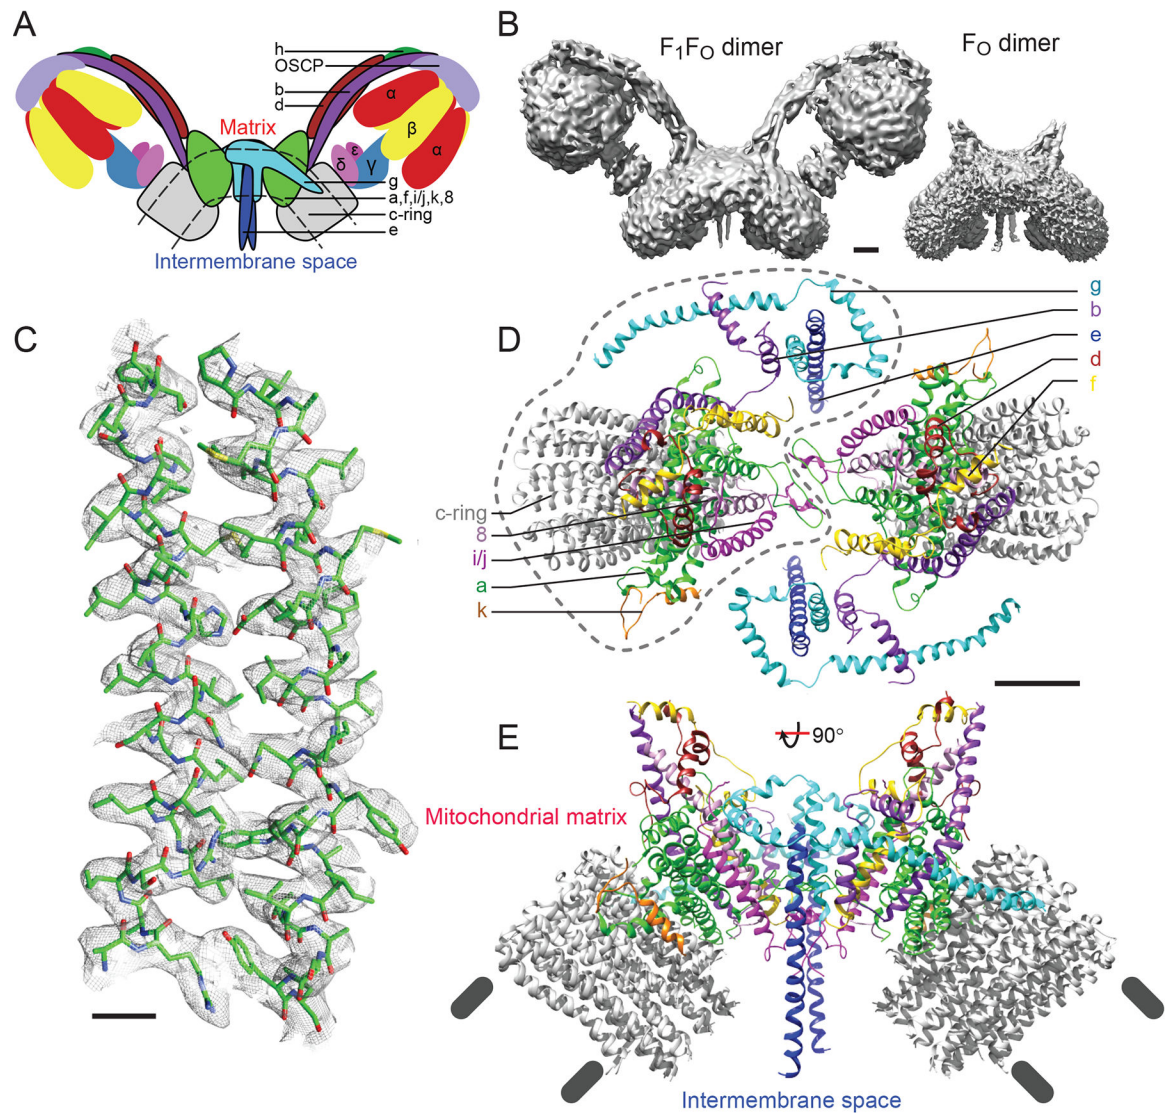 A
h
OSCP
b
d
Matrix
α
β
α
ε
δ
γ
g
a,f,i/j,k,8
c-ring
e
Intermembrane space
B
F₁Fₒ dimer
Fₒ dimer
C
D
g
b
e
d
f
c-ring
8
i/j
a
k
E
90°
Mitochondrial matrix
Intermembrane space